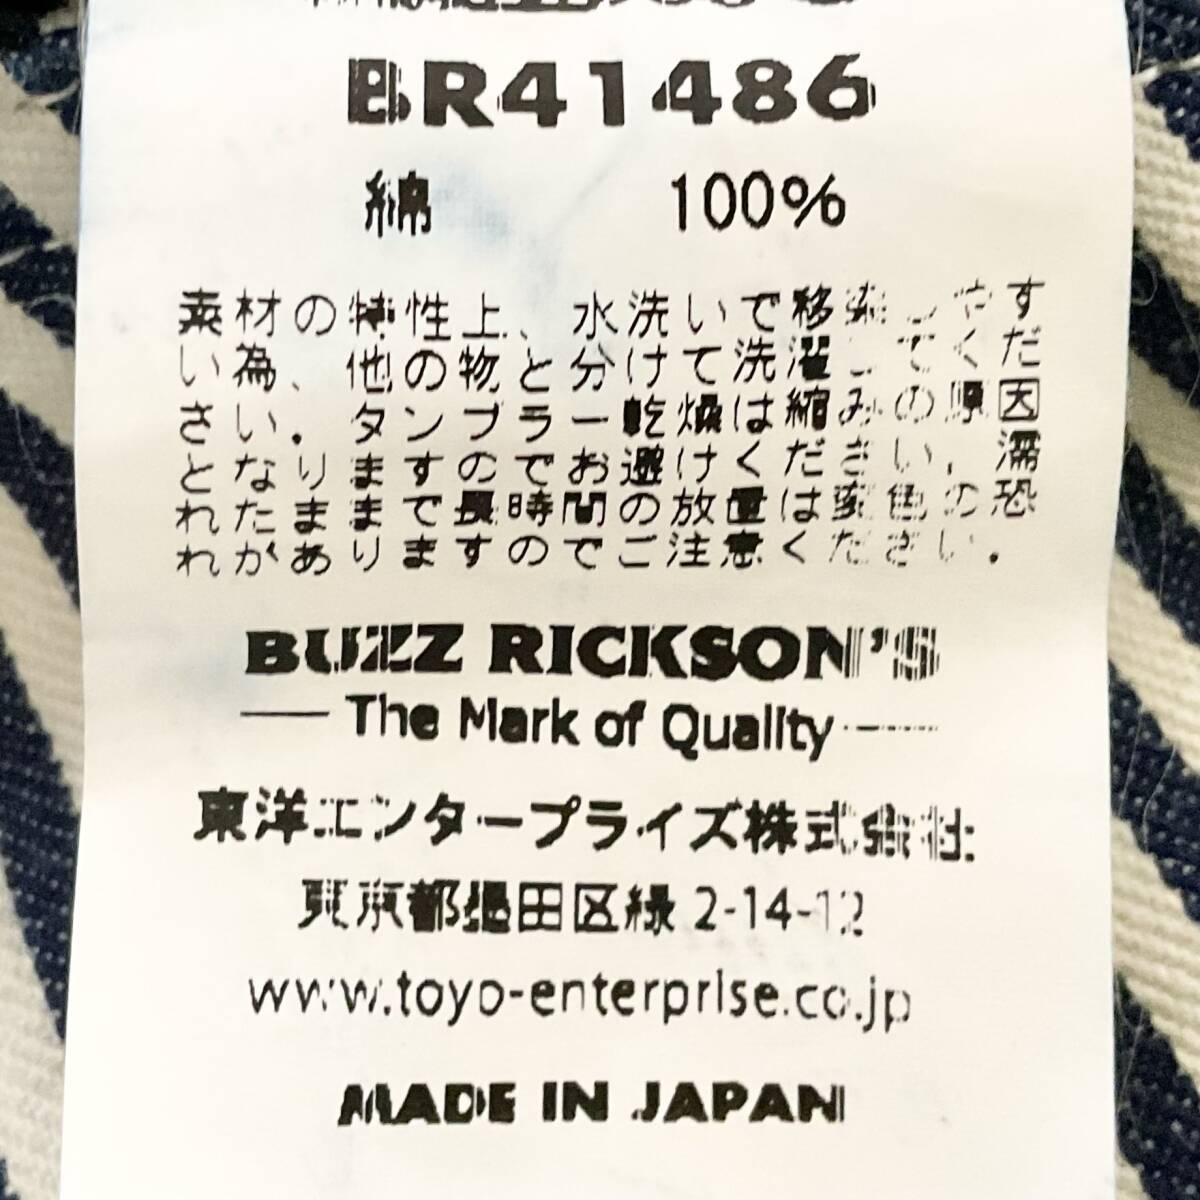 BR41486
綿 100%
素材の特性上、水洗いで移染しやす
い為、他の物と分けて洗濯してくだ
さい。タンブラー乾燥は縮みの原因
となりますのでお避けください。濡
れたままで長時間の放置は変色の恐
れがありますのでご注意ください。
BUZZ RICKSON'S
The Mark of Quality
東洋エンタープライズ株式会社
東京都墨田区緑 2-14-12
www.toyo-enterprise.co.jp
MADE IN JAPAN